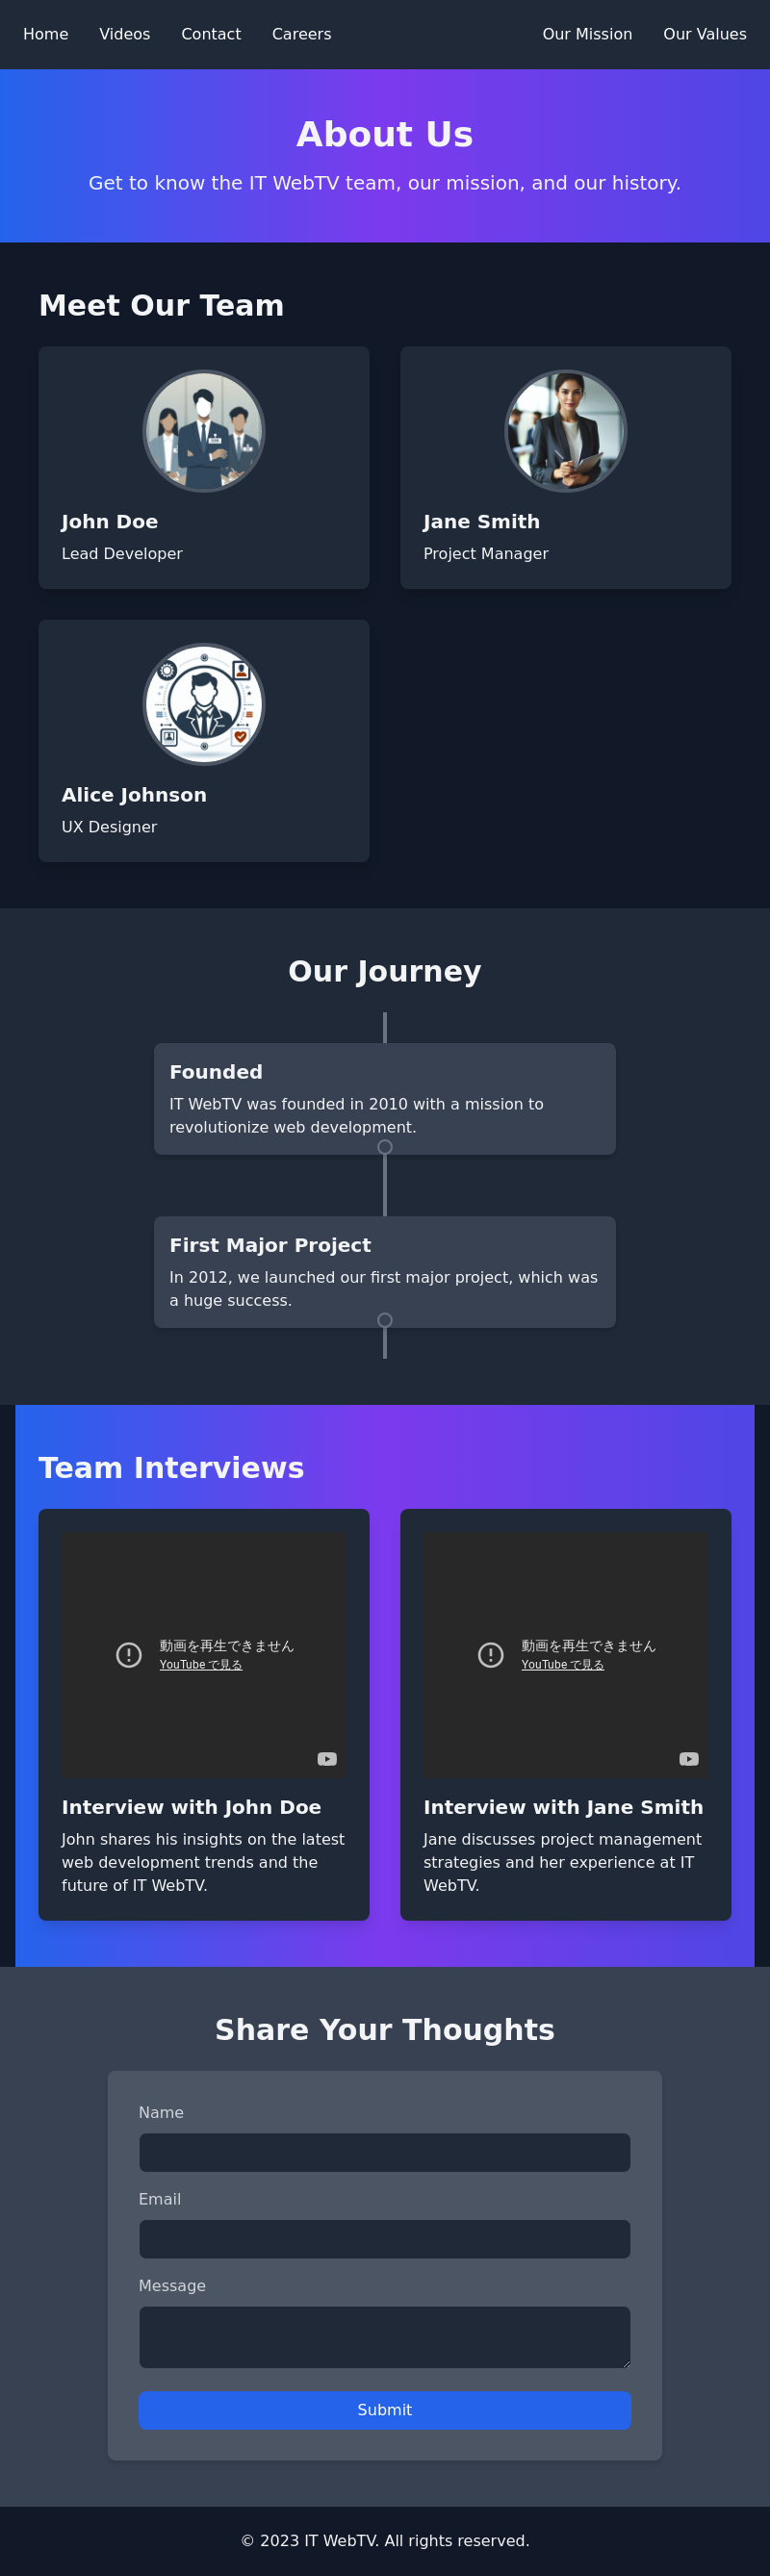 Home Videos Contact Careers Our Mission Our Values
About Us
Get to know the IT WebTV team, our mission, and our history.
Meet Our Team
John Doe
Lead Developer
Jane Smith
Project Manager
Alice Johnson
UX Designer
Our Journey
Founded
IT WebTV was founded in 2010 with a mission to
revolutionize web development.
First Major Project
In 2012, we launched our first major project, which was
a huge success.
Team Interviews
動画を再生できません
YouTube で見る
Interview with John Doe
John shares his insights on the latest
web development trends and the
future of IT WebTV.
動画を再生できません
YouTube で見る
Interview with Jane Smith
Jane discusses project management
strategies and her experience at IT
WebTV.
Share Your Thoughts
Name
Email
Message
Submit
© 2023 IT WebTV. All rights reserved.